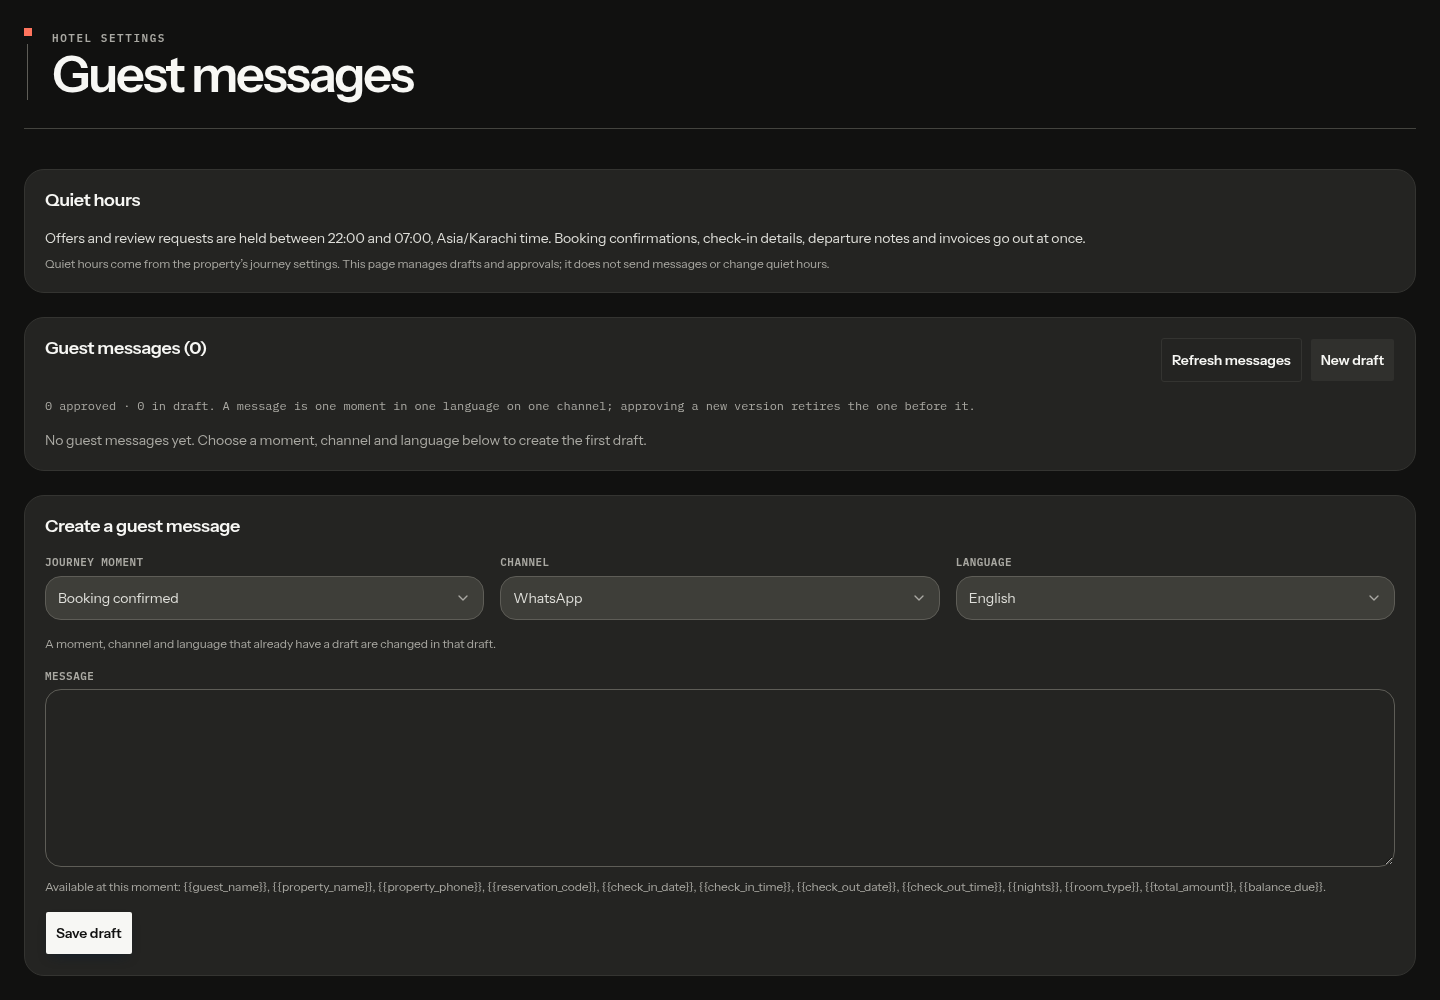 HOTEL SETTINGS
Guest messages
Quiet hours
Offers and review requests are held between 22:00 and 07:00, Asia/Karachi time. Booking confirmations, check-in details, departure notes and invoices go out at once.
Quiet hours come from the property's journey settings. This page manages drafts and approvals; it does not send messages or change quiet hours.
Guest messages (0)
Refresh messages
New draft
0 approved · 0 in draft. A message is one moment in one language on one channel; approving a new version retires the one before it.
No guest messages yet. Choose a moment, channel and language below to create the first draft.
Create a guest message
JOURNEY MOMENT
CHANNEL
LANGUAGE
Booking confirmed
WhatsApp
English
A moment, channel and language that already have a draft are changed in that draft.
MESSAGE
Available at this moment: {{guest_name}}, {{property_name}}, {{property_phone}}, {{reservation_code}}, {{check_in_date}}, {{check_in_time}}, {{check_out_date}}, {{check_out_time}}, {{nights}}, {{room_type}}, {{total_amount}}, {{balance_due}}.
Save draft